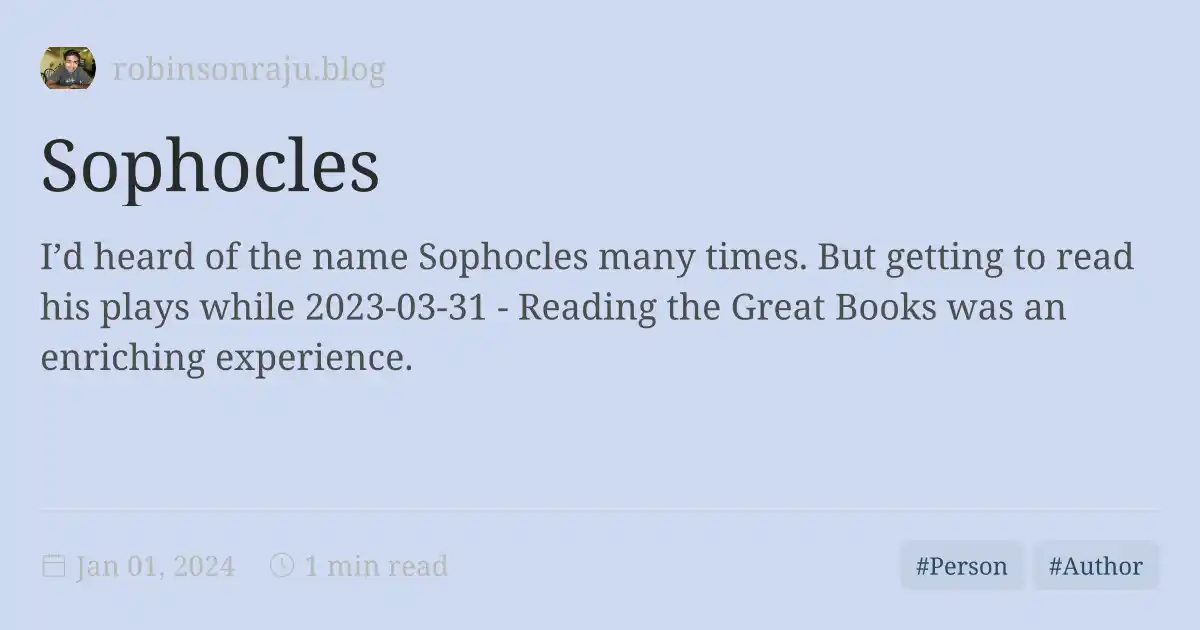 robinsonraju.blog
Sophocles
I’d heard of the name Sophocles many times. But getting to read
his plays while 2023-03-31 - Reading the Great Books was an
enriching experience.
Jan 01, 2024 1 min read #Person #Author